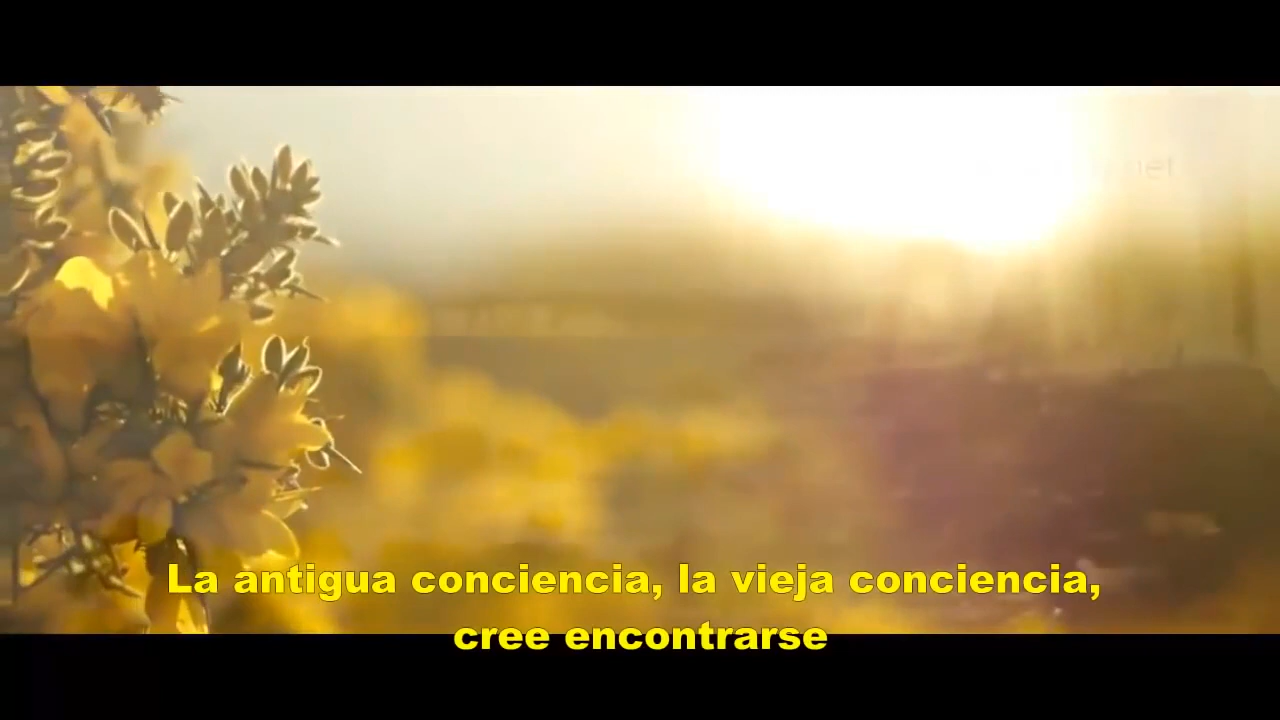 La antigua conciencia, la vieja conciencia,
cree encontrarse